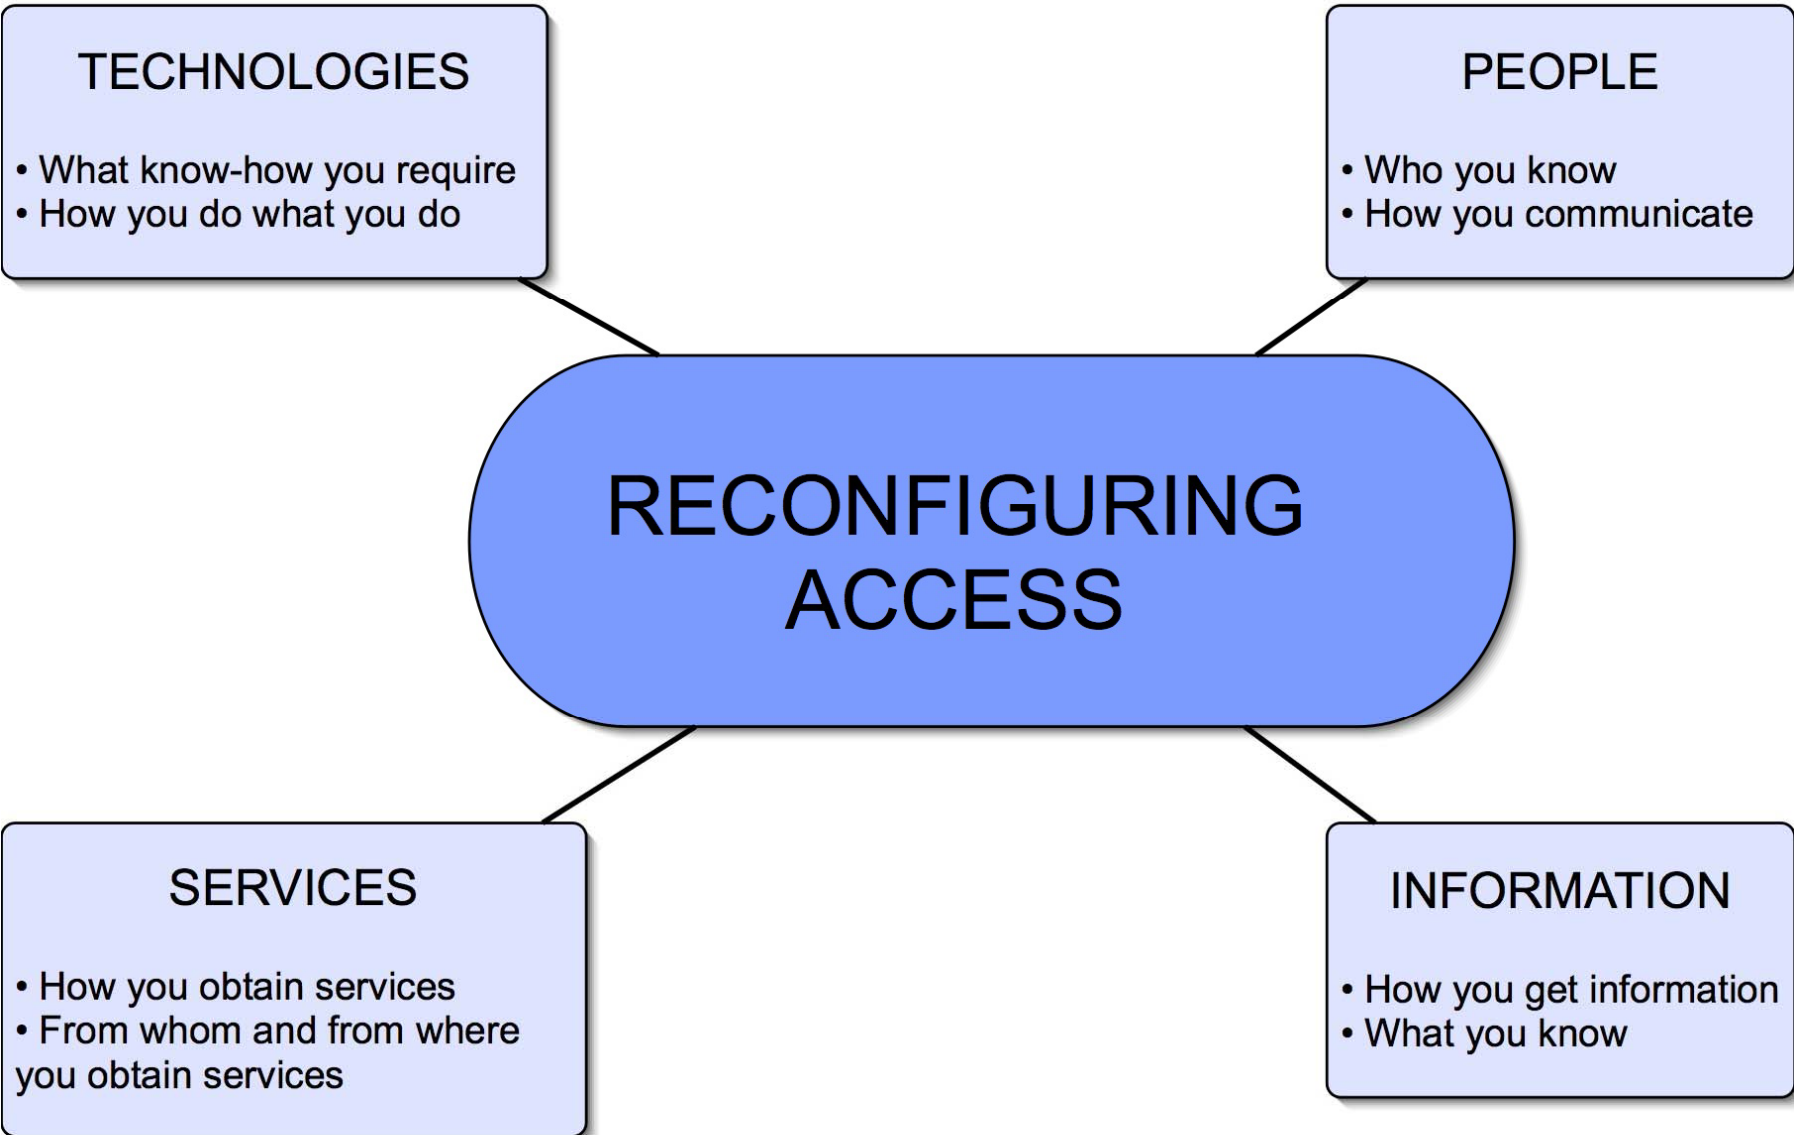 TECHNOLOGIES
• What know-how you require
• How you do what you do
PEOPLE
• Who you know
• How you communicate
RECONFIGURING
ACCESS
SERVICES
• How you obtain services
• From whom and from where
you obtain services
INFORMATION
• How you get information
• What you know